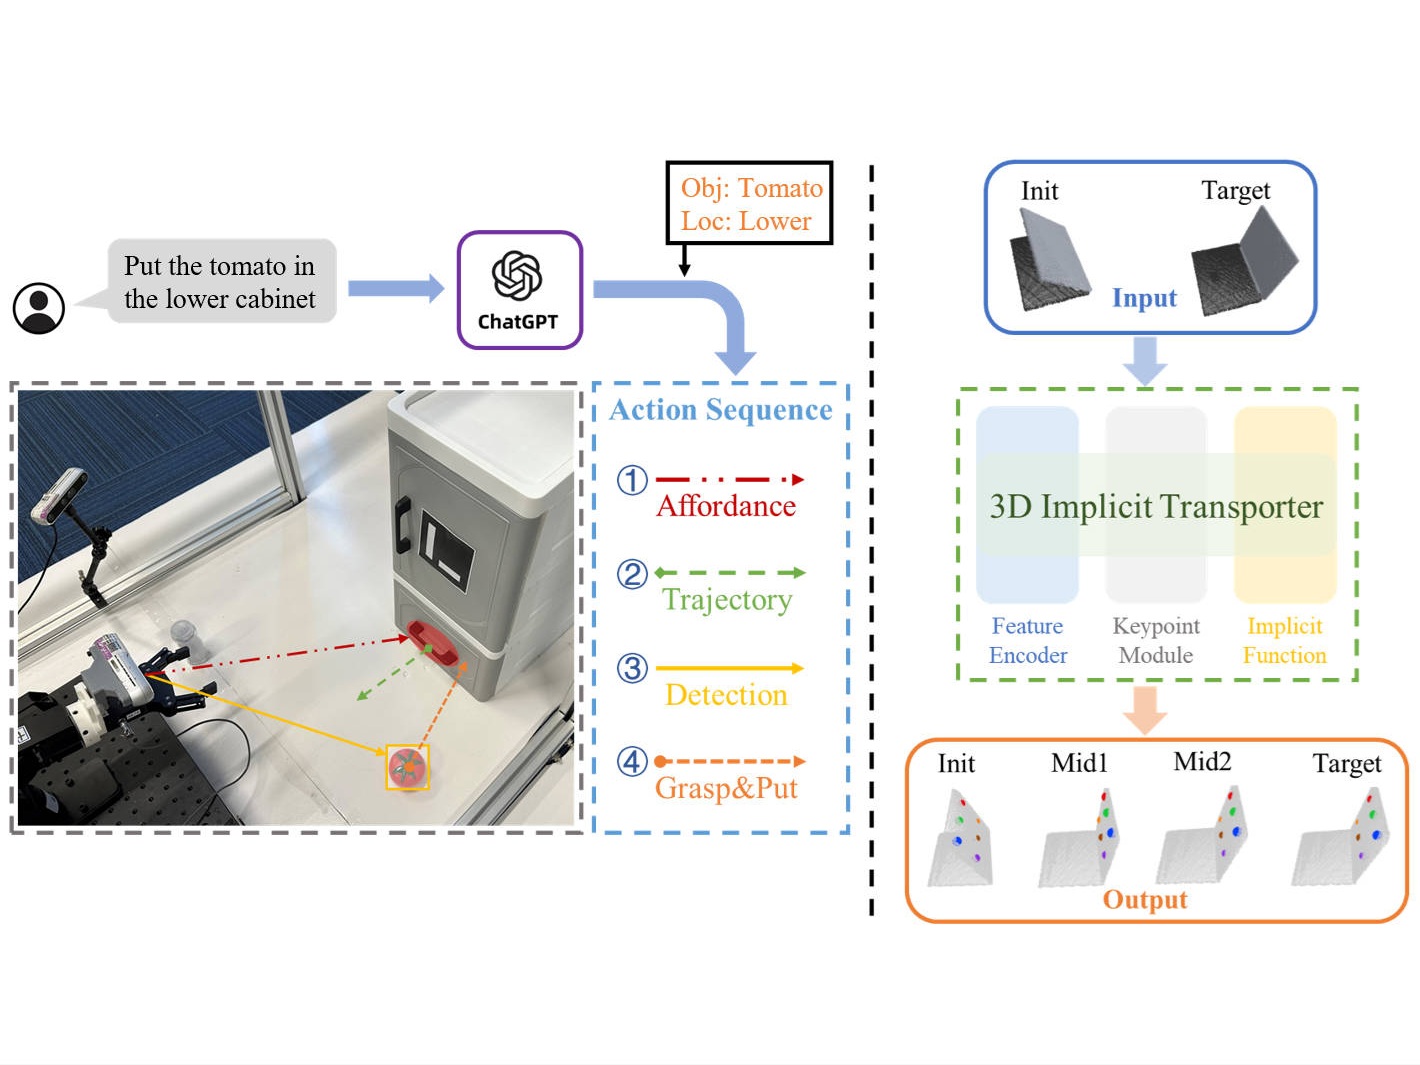 Put the tomato in
the lower cabinet
ChatGPT
Obj: Tomato
Loc: Lower
Action Sequence
① Affordance
② Trajectory
③ Detection
④ Grasp&Put
Init
Target
Input
3D Implicit Transporter
Feature
Encoder
Keypoint
Module
Implicit
Function
Init
Mid1
Mid2
Target
Output